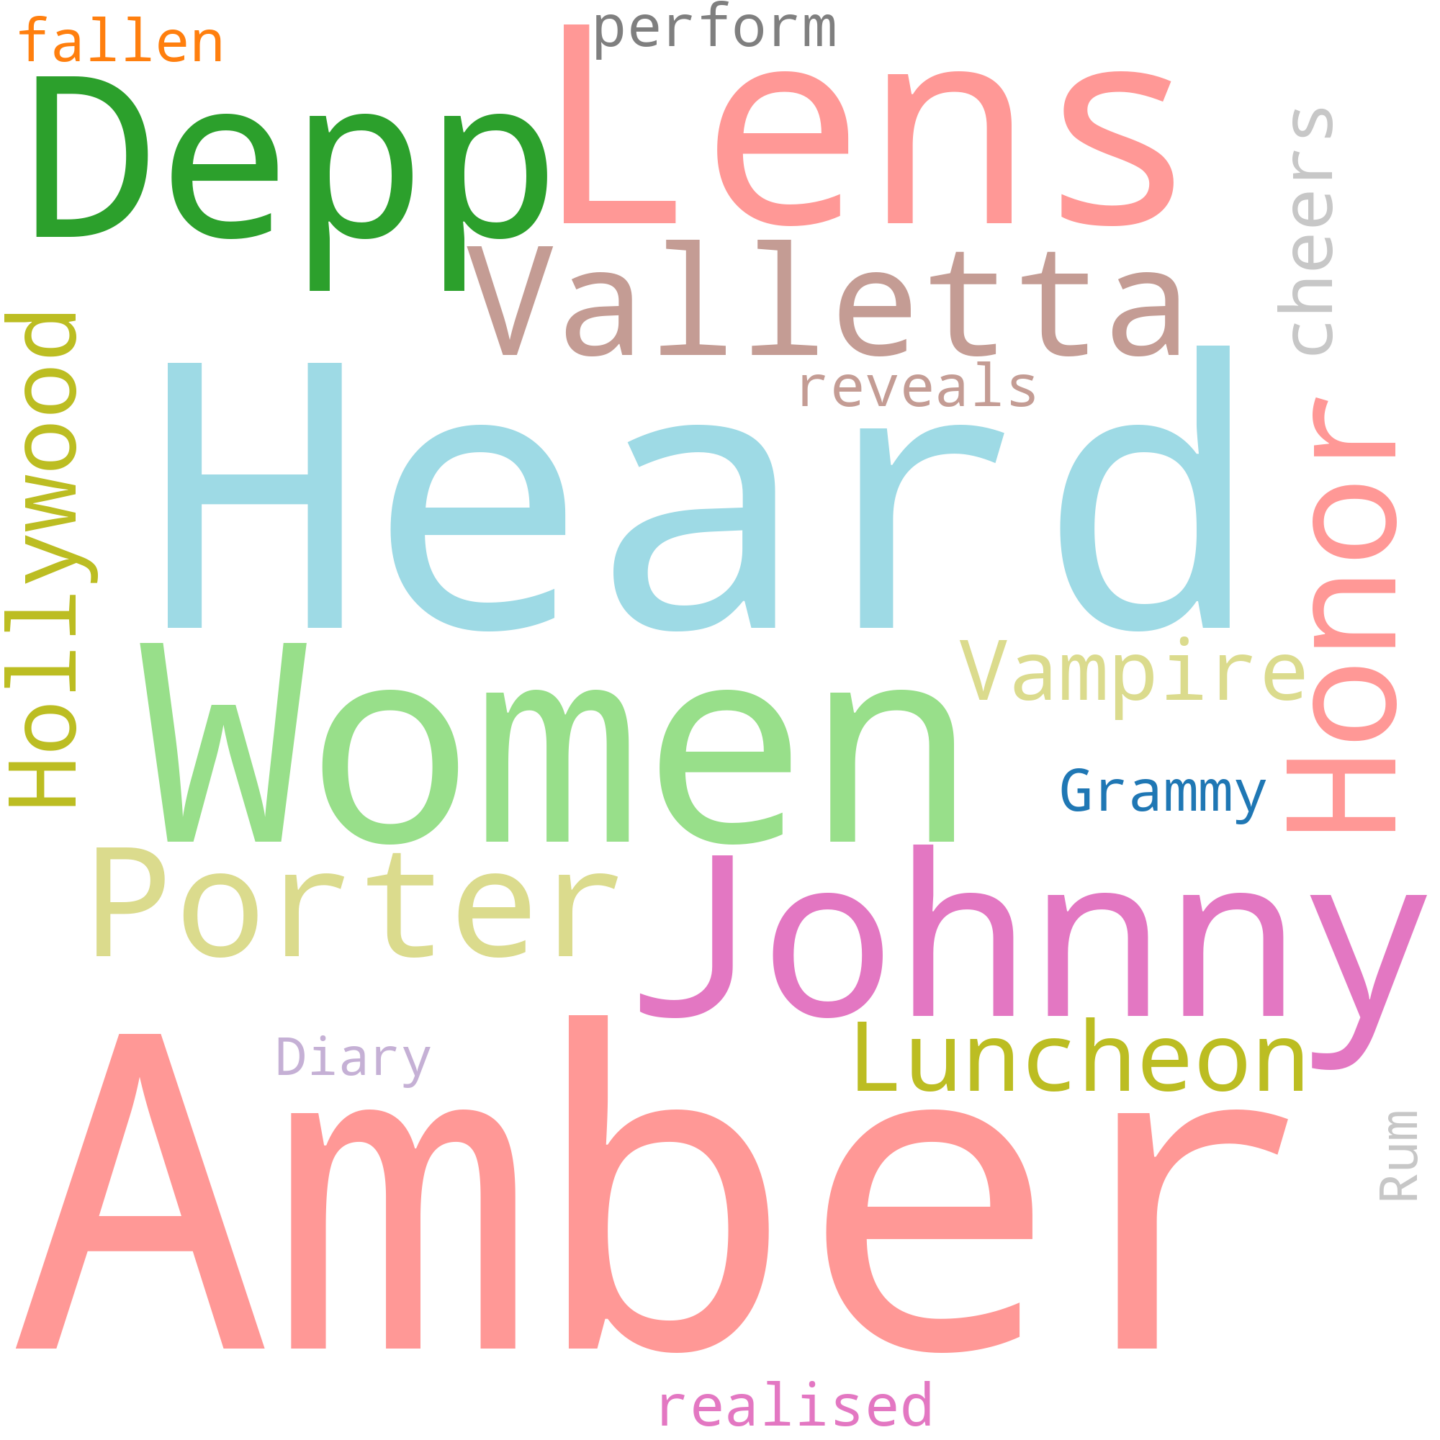 fallen
perform
Depp
Lens
cheers
Valletta
reveals
Hollywood
Heard
Honor
Women
Vampire
Grammy
Porter
Johnny
Diary
Luncheon
Amber
Rum
realised